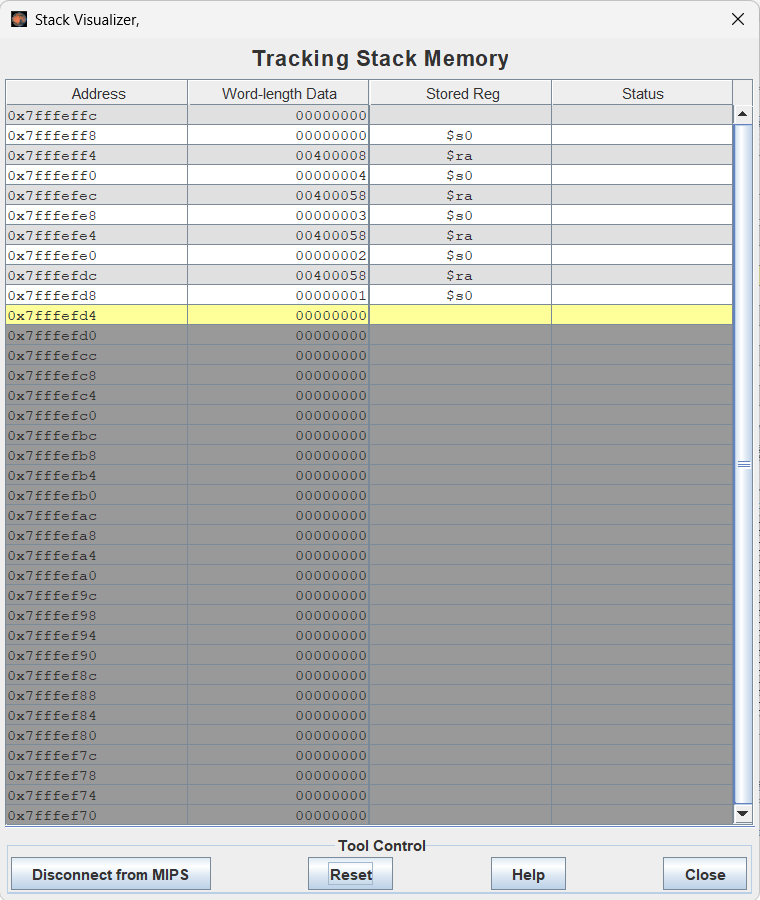 Stack Visualizer,
Tracking Stack Memory
Address Word-length Data Stored Reg Status
0x7fffeffc 00000000
0x7fffeff8 00000000 $s0
0x7fffeff4 00400008 $ra
0x7fffeff0 00000004 $s0
0x7fffefec 00400058 $ra
0x7fffefe8 00000003 $s0
0x7fffefe4 00400058 $ra
0x7fffefe0 00000002 $s0
0x7fffefdc 00400058 $ra
0x7fffefd8 00000001 $s0
0x7fffefd4 00000000
0x7fffefd0 00000000
0x7fffefcc 00000000
0x7fffefc8 00000000
0x7fffefc4 00000000
0x7fffefc0 00000000
0x7fffefbc 00000000
0x7fffefb8 00000000
0x7fffefb4 00000000
0x7fffefb0 00000000
0x7fffefac 00000000
0x7fffefa8 00000000
0x7fffefa4 00000000
0x7fffefa0 00000000
0x7fffef9c 00000000
0x7fffef98 00000000
0x7fffef94 00000000
0x7fffef90 00000000
0x7fffef8c 00000000
0x7fffef88 00000000
0x7fffef84 00000000
0x7fffef80 00000000
0x7fffef7c 00000000
0x7fffef78 00000000
0x7fffef74 00000000
0x7fffef70 00000000
Tool Control
Disconnect from MIPS Reset Help Close